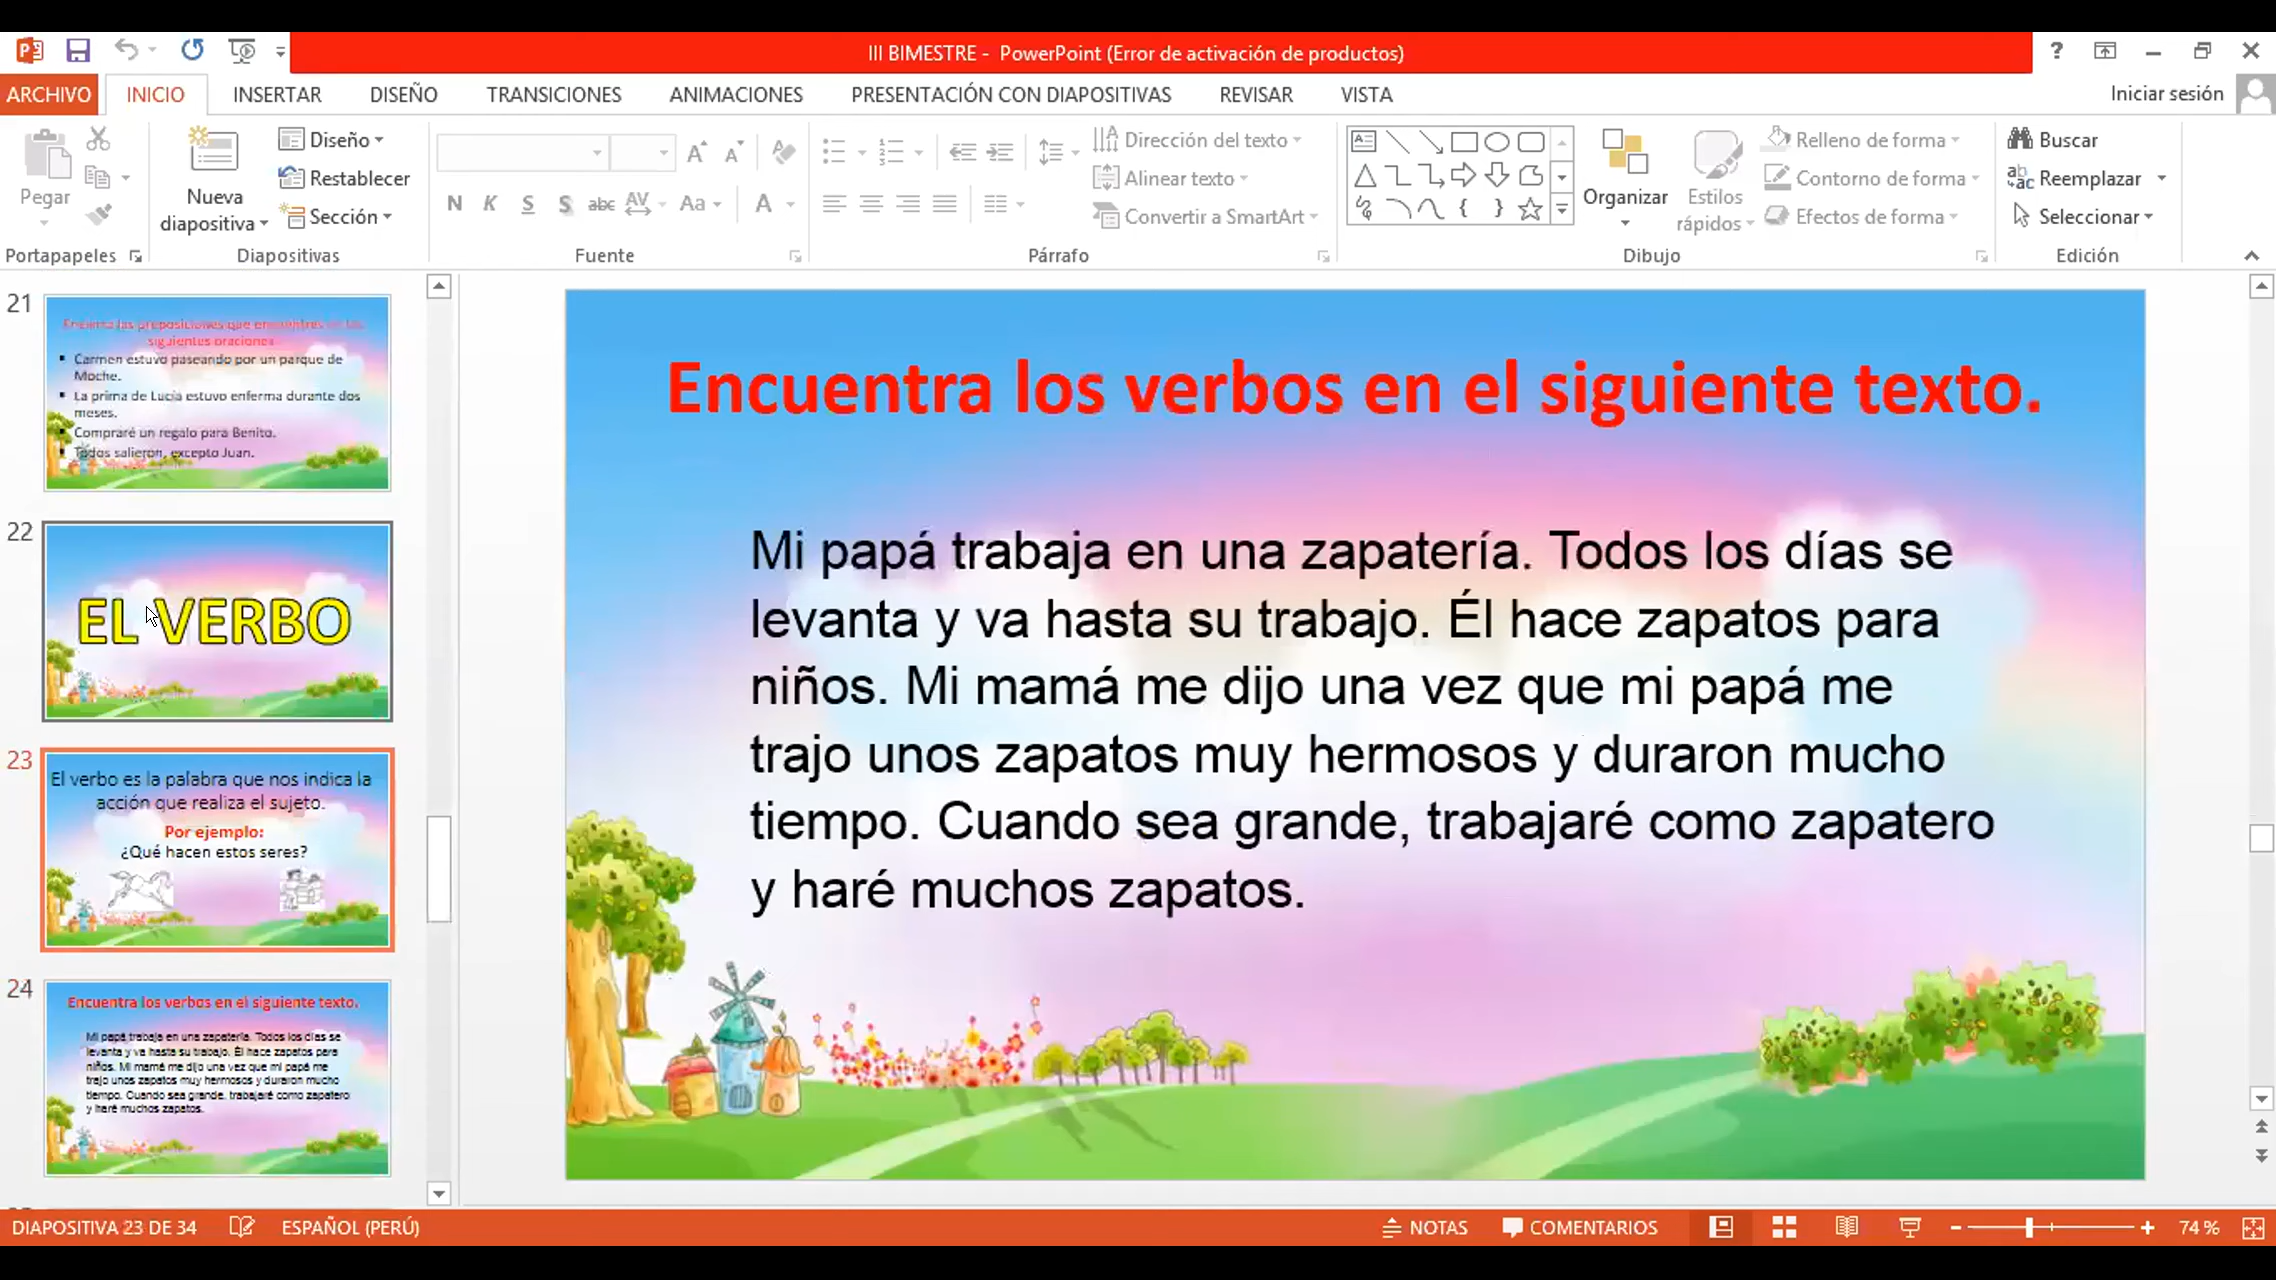 III BIMESTRE - PowerPoint (Error de activación de productos)
?
ARCHIVO INICIO INSERTAR DISEÑO TRANSICIONES ANIMACIONES PRESENTACIÓN CON DIAPOSITIVAS REVISAR VISTA Iniciar sesión
Pegar
Nueva diapositiva
Diseño
Restablecer
Sección
N K S S abc AV Aa A
Dirección del texto
Alinear texto
Convertir a SmartArt
Organizar
Estilos rápidos
Relleno de forma
Contorno de forma
Efectos de forma
Buscar
Reemplazar
Seleccionar
Portapapeles Diapositivas Fuente Párrafo Dibujo Edición
21
Encierra las preposiciones que encuentres en las
siguientes oraciones
Carmen estuvo paseando por un parque de
Moche.
La prima de Lucía estuvo enferma durante dos
meses.
Compraré un regalo para Benito.
Todos salieron, excepto Juan.
22
EL VERBO
23
El verbo es la palabra que nos indica la
acción que realiza el sujeto.
Por ejemplo:
¿Qué hacen estos seres?
24
Encuentra los verbos en el siguiente texto.
Mi papá trabaja en una zapatería. Todos los días se
levanta y va hasta su trabajo. Él hace zapatos para
niños. Mi mamá me dijo una vez que mi papá me
trajo unos zapatos muy hermosos y duraron mucho
tiempo. Cuando sea grande, trabajaré como zapatero
y haré muchos zapatos.
Encuentra los verbos en el siguiente texto.
Mi papá trabaja en una zapatería. Todos los días se
levanta y va hasta su trabajo. Él hace zapatos para
niños. Mi mamá me dijo una vez que mi papá me
trajo unos zapatos muy hermosos y duraron mucho
tiempo. Cuando sea grande, trabajaré como zapatero
y haré muchos zapatos.
DIAPOSITIVA 23 DE 34 ESPAÑOL (PERÚ) NOTAS COMENTARIOS 74 %